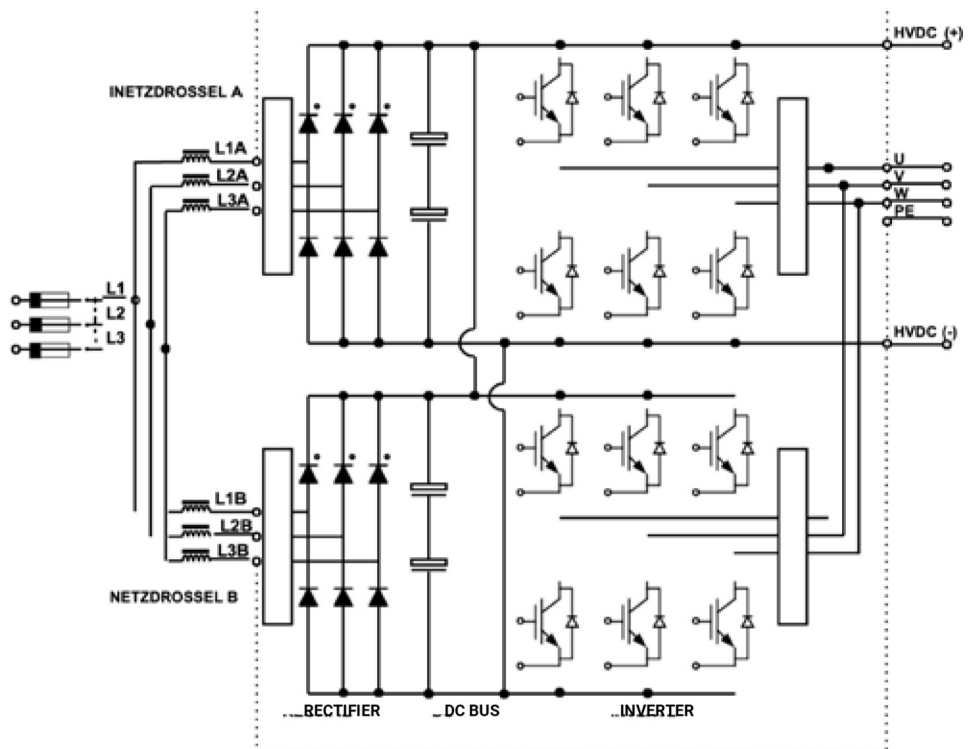 HVDC (+)
INETZDROSSEL A
L1A
L2A
L3A
U
V
W
PE
L1
L2
L3
HVDC (-)
L1B
L2B
L3B
NETZDROSSEL B
RECTIFIER
DC BUS
INVERTER